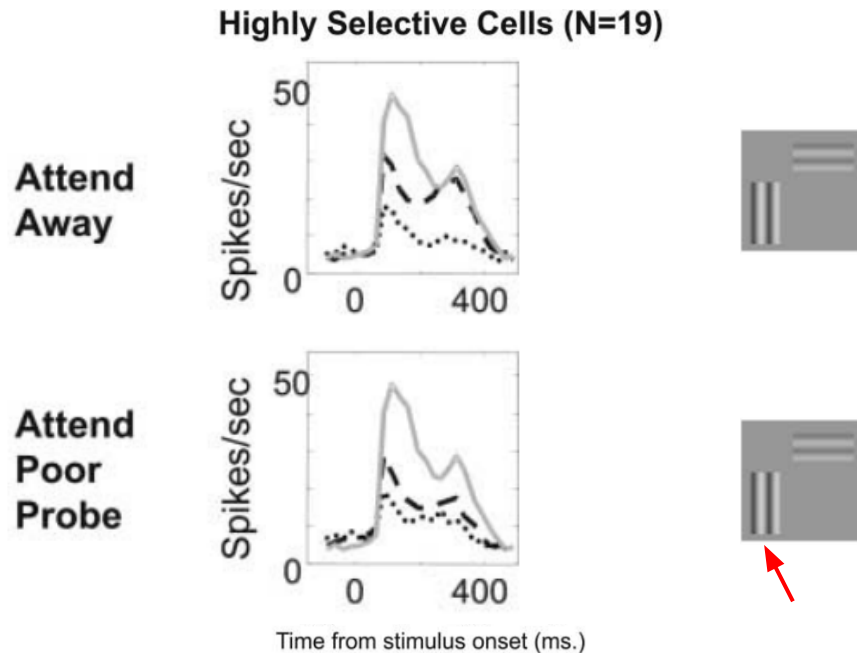 Highly Selective Cells (N=19)
Attend
Away
Spikes/sec
50
0
0
400
Attend
Poor
Probe
Spikes/sec
50
0
0
400
Time from stimulus onset (ms.)